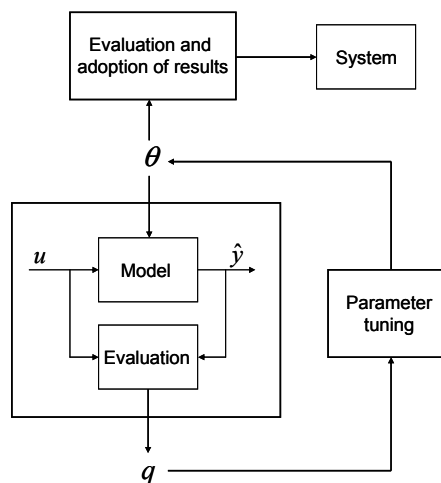 Evaluation and
adoption of results
System
θ
u
Model
ŷ
Evaluation
Parameter
tuning
q